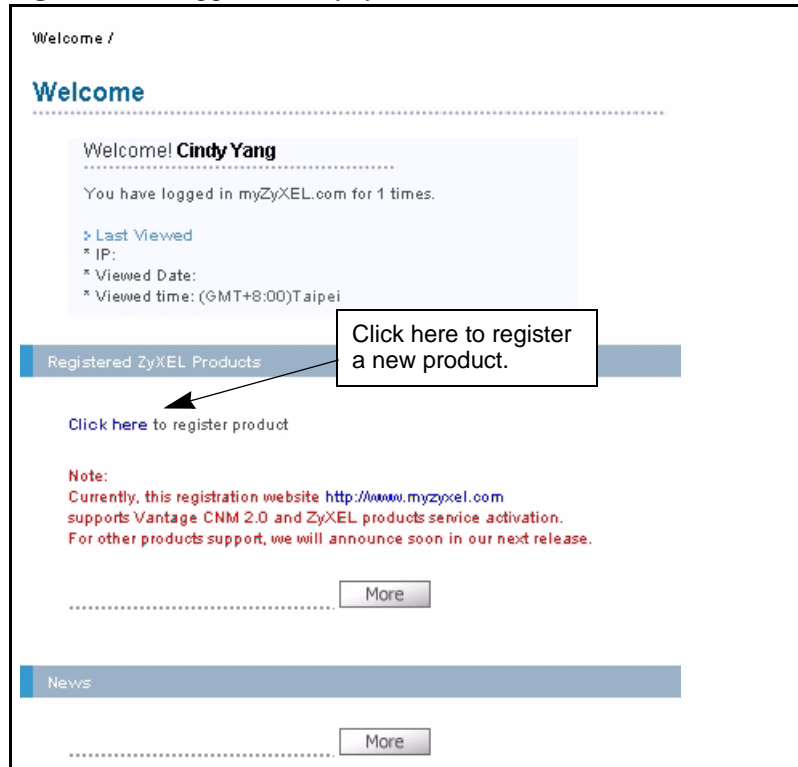 Welcome /
Welcome
Welcome! Cindy Yang
You have logged in myZyXEL.com for 1 times.
> Last Viewed
* IP:
* Viewed Date:
* Viewed time: (GMT+8:00)Taipei
Click here to register
a new product.
Registered ZyXEL Products
Click here to register product
Note:
Currently, this registration website http://www.myzyxel.com
supports Vantage CNM 2.0 and ZyXEL products service activation.
For other products support, we will announce soon in our next release.
More
News
More